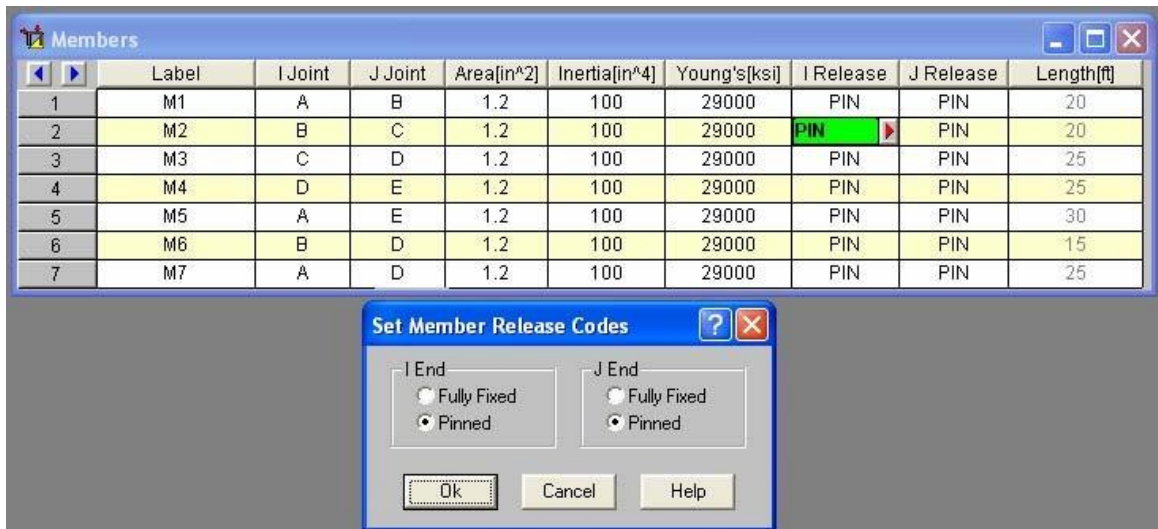 Members
Label I Joint J Joint Area[in^2] Inertia[in^4] Young's[ksi] I Release J Release Length[ft]
1 M1 A B 1.2 100 29000 PIN PIN 20
2 M2 B C 1.2 100 29000 PIN PIN 20
3 M3 C D 1.2 100 29000 PIN PIN 25
4 M4 D E 1.2 100 29000 PIN PIN 25
5 M5 A E 1.2 100 29000 PIN PIN 30
6 M6 B D 1.2 100 29000 PIN PIN 15
7 M7 A D 1.2 100 29000 PIN PIN 25
Set Member Release Codes
I End J End
Fully Fixed Fully Fixed
Pinned Pinned
Ok Cancel Help